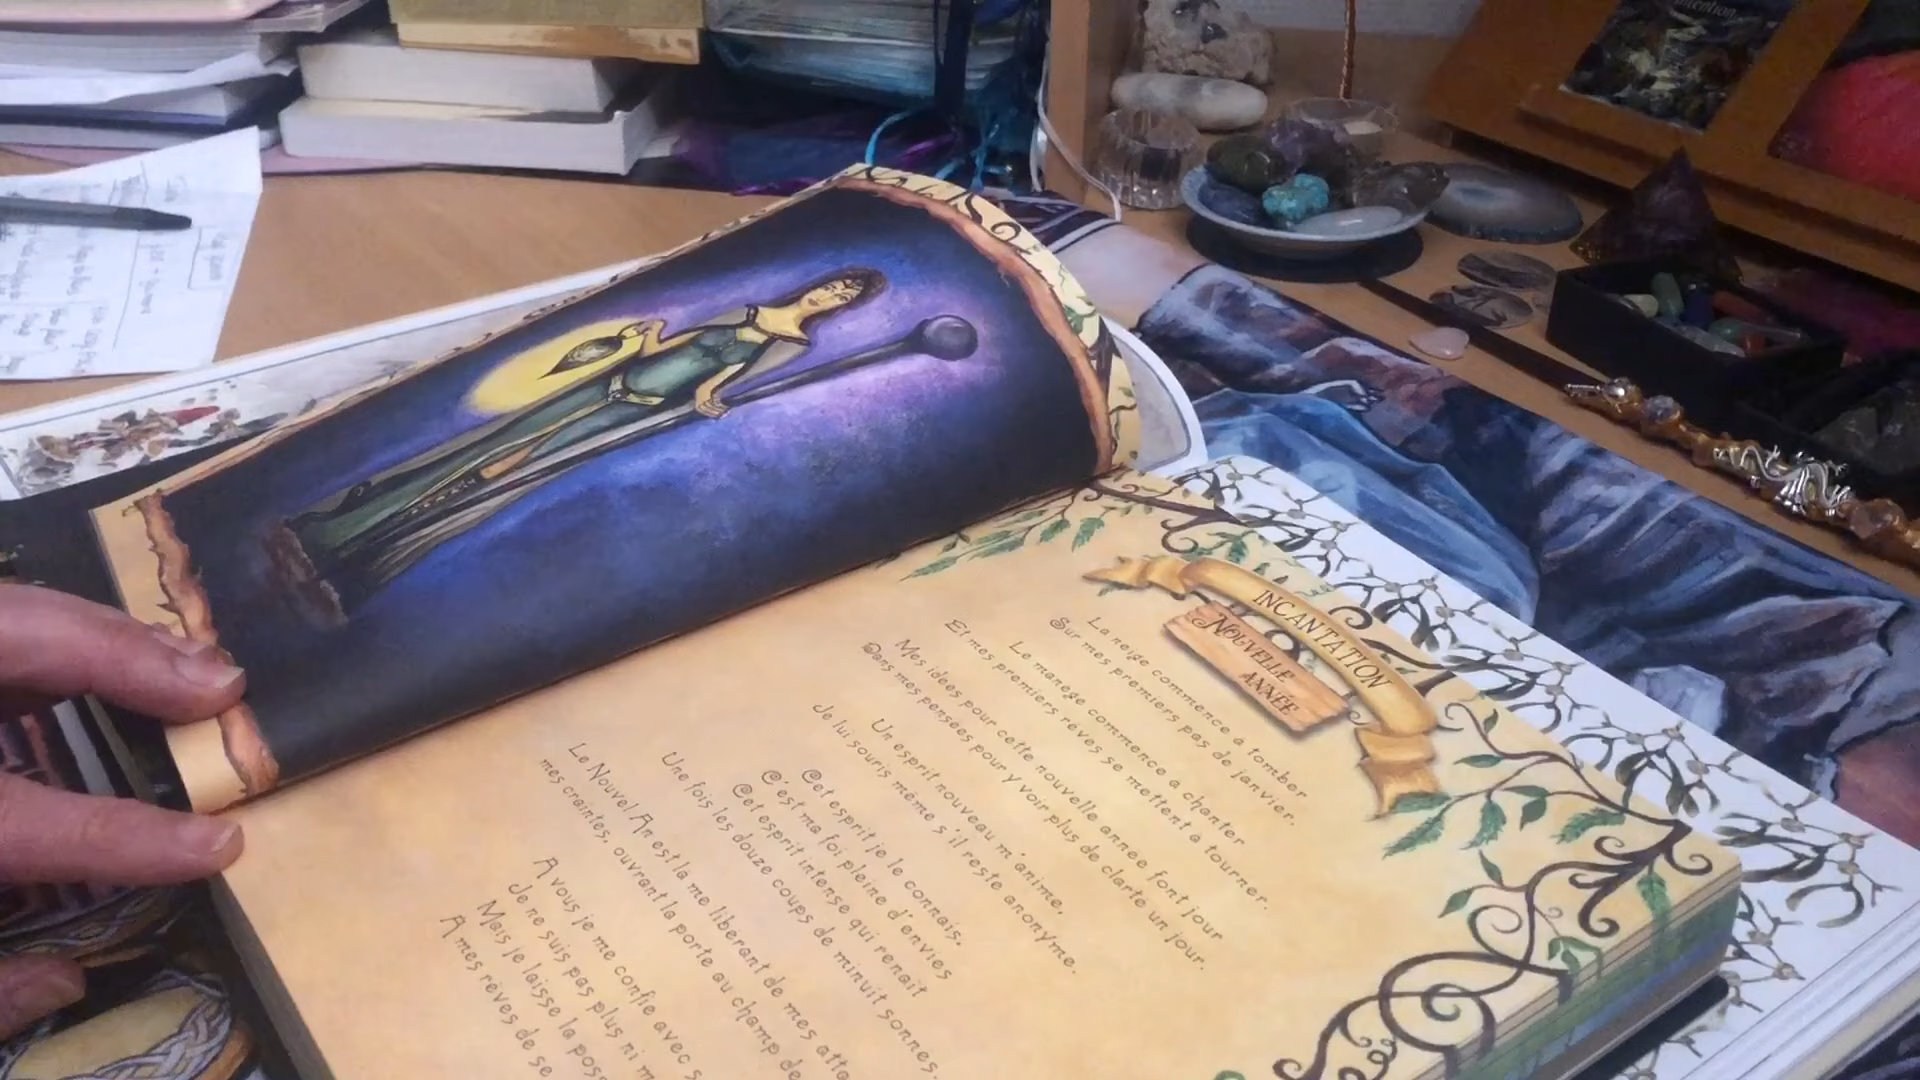 intention
INCANTATION
NOUVELLE
ANNÉE
La neige commence à tomber
Sur mes premiers pas de janvier.
Le manège commence à chanter
Et mes premiers rêves se mettent à tourner.
Mes idées pour cette nouvelle année font jour
Dans mes pensées pour y voir plus de clarté un jour.
Un esprit nouveau m'anime,
Je lui souris même s'il reste anonyme.
Cet esprit je le connais.
C'est ma foi pleine d'envies
Cet esprit intense qui renaît
Une fois les douze coups de minuit sonnés.
Le Nouvel An est là me libérant de mes
mes craintes, ouvrant la porte au champ de
A vous je me confie avec
Je ne suis pas plus ni
Mais je laisse la
A mes rêves de se